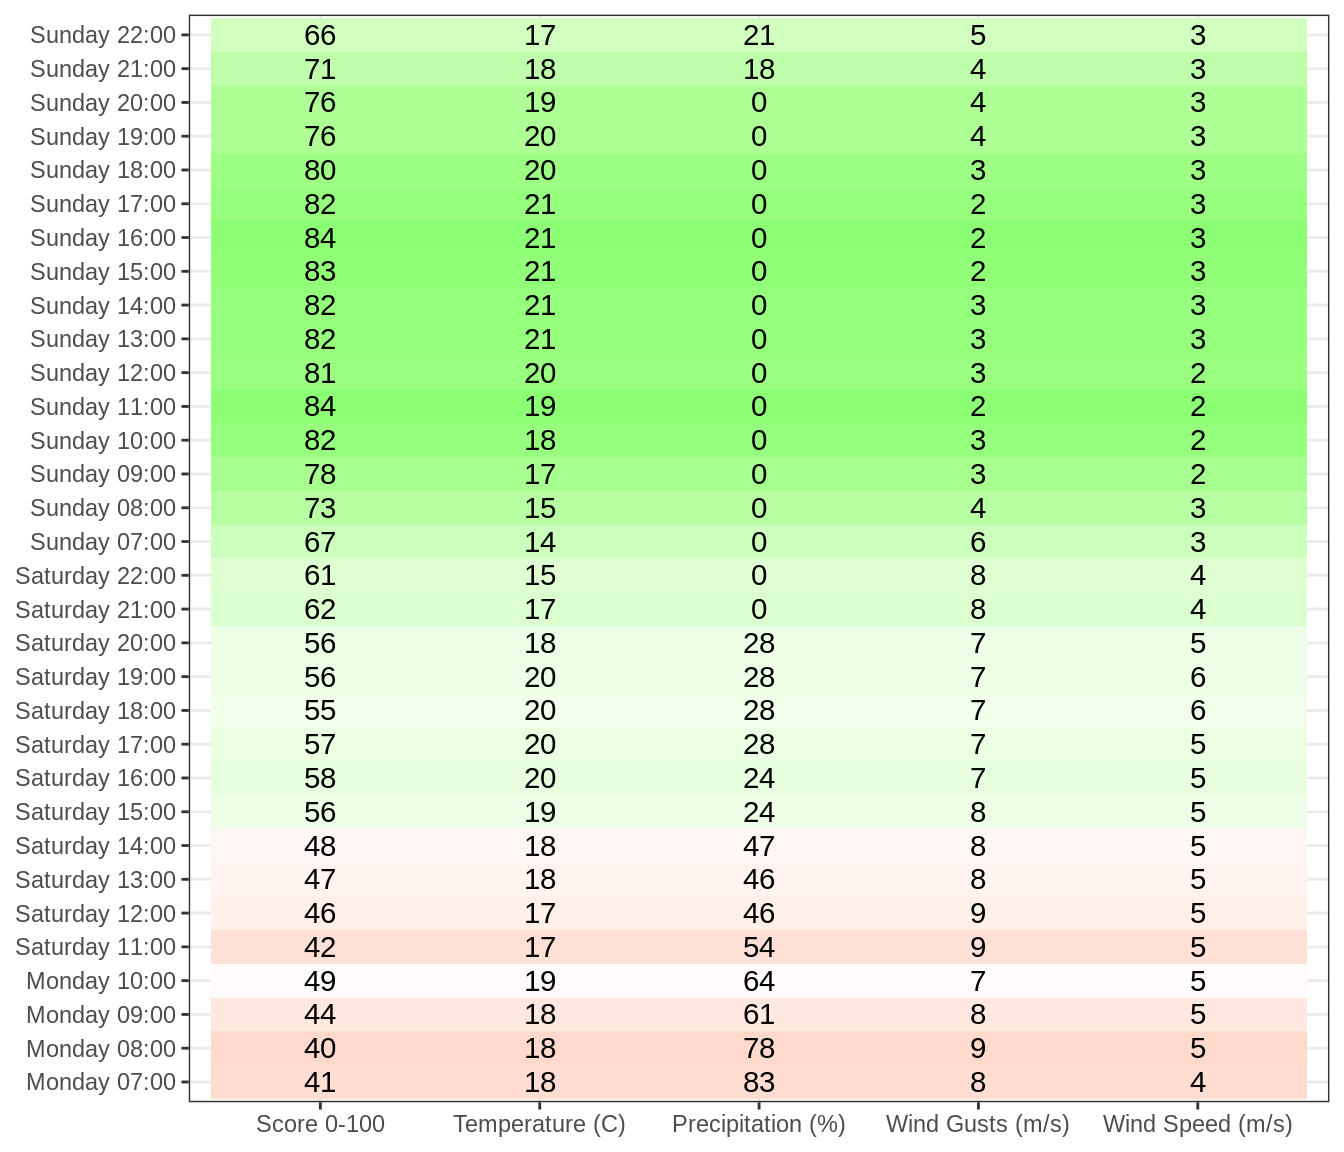 Sunday 22:00 66 17 21 5 3
Sunday 21:00 71 18 18 4 3
Sunday 20:00 76 19 0 4 3
Sunday 19:00 76 20 0 4 3
Sunday 18:00 80 20 0 3 3
Sunday 17:00 82 21 0 2 3
Sunday 16:00 84 21 0 2 3
Sunday 15:00 83 21 0 2 3
Sunday 14:00 82 21 0 3 3
Sunday 13:00 82 21 0 3 3
Sunday 12:00 81 20 0 3 2
Sunday 11:00 84 19 0 2 2
Sunday 10:00 82 18 0 3 2
Sunday 09:00 78 17 0 3 2
Sunday 08:00 73 15 0 4 3
Sunday 07:00 67 14 0 6 3
Saturday 22:00 61 15 0 8 4
Saturday 21:00 62 17 0 8 4
Saturday 20:00 56 18 28 7 5
Saturday 19:00 56 20 28 7 6
Saturday 18:00 55 20 28 7 6
Saturday 17:00 57 20 28 7 5
Saturday 16:00 58 20 24 7 5
Saturday 15:00 56 19 24 8 5
Saturday 14:00 48 18 47 8 5
Saturday 13:00 47 18 46 8 5
Saturday 12:00 46 17 46 9 5
Saturday 11:00 42 17 54 9 5
Monday 10:00 49 19 64 7 5
Monday 09:00 44 18 61 8 5
Monday 08:00 40 18 78 9 5
Monday 07:00 41 18 83 8 4
Score 0-100 Temperature (C) Precipitation (%) Wind Gusts (m/s) Wind Speed (m/s)